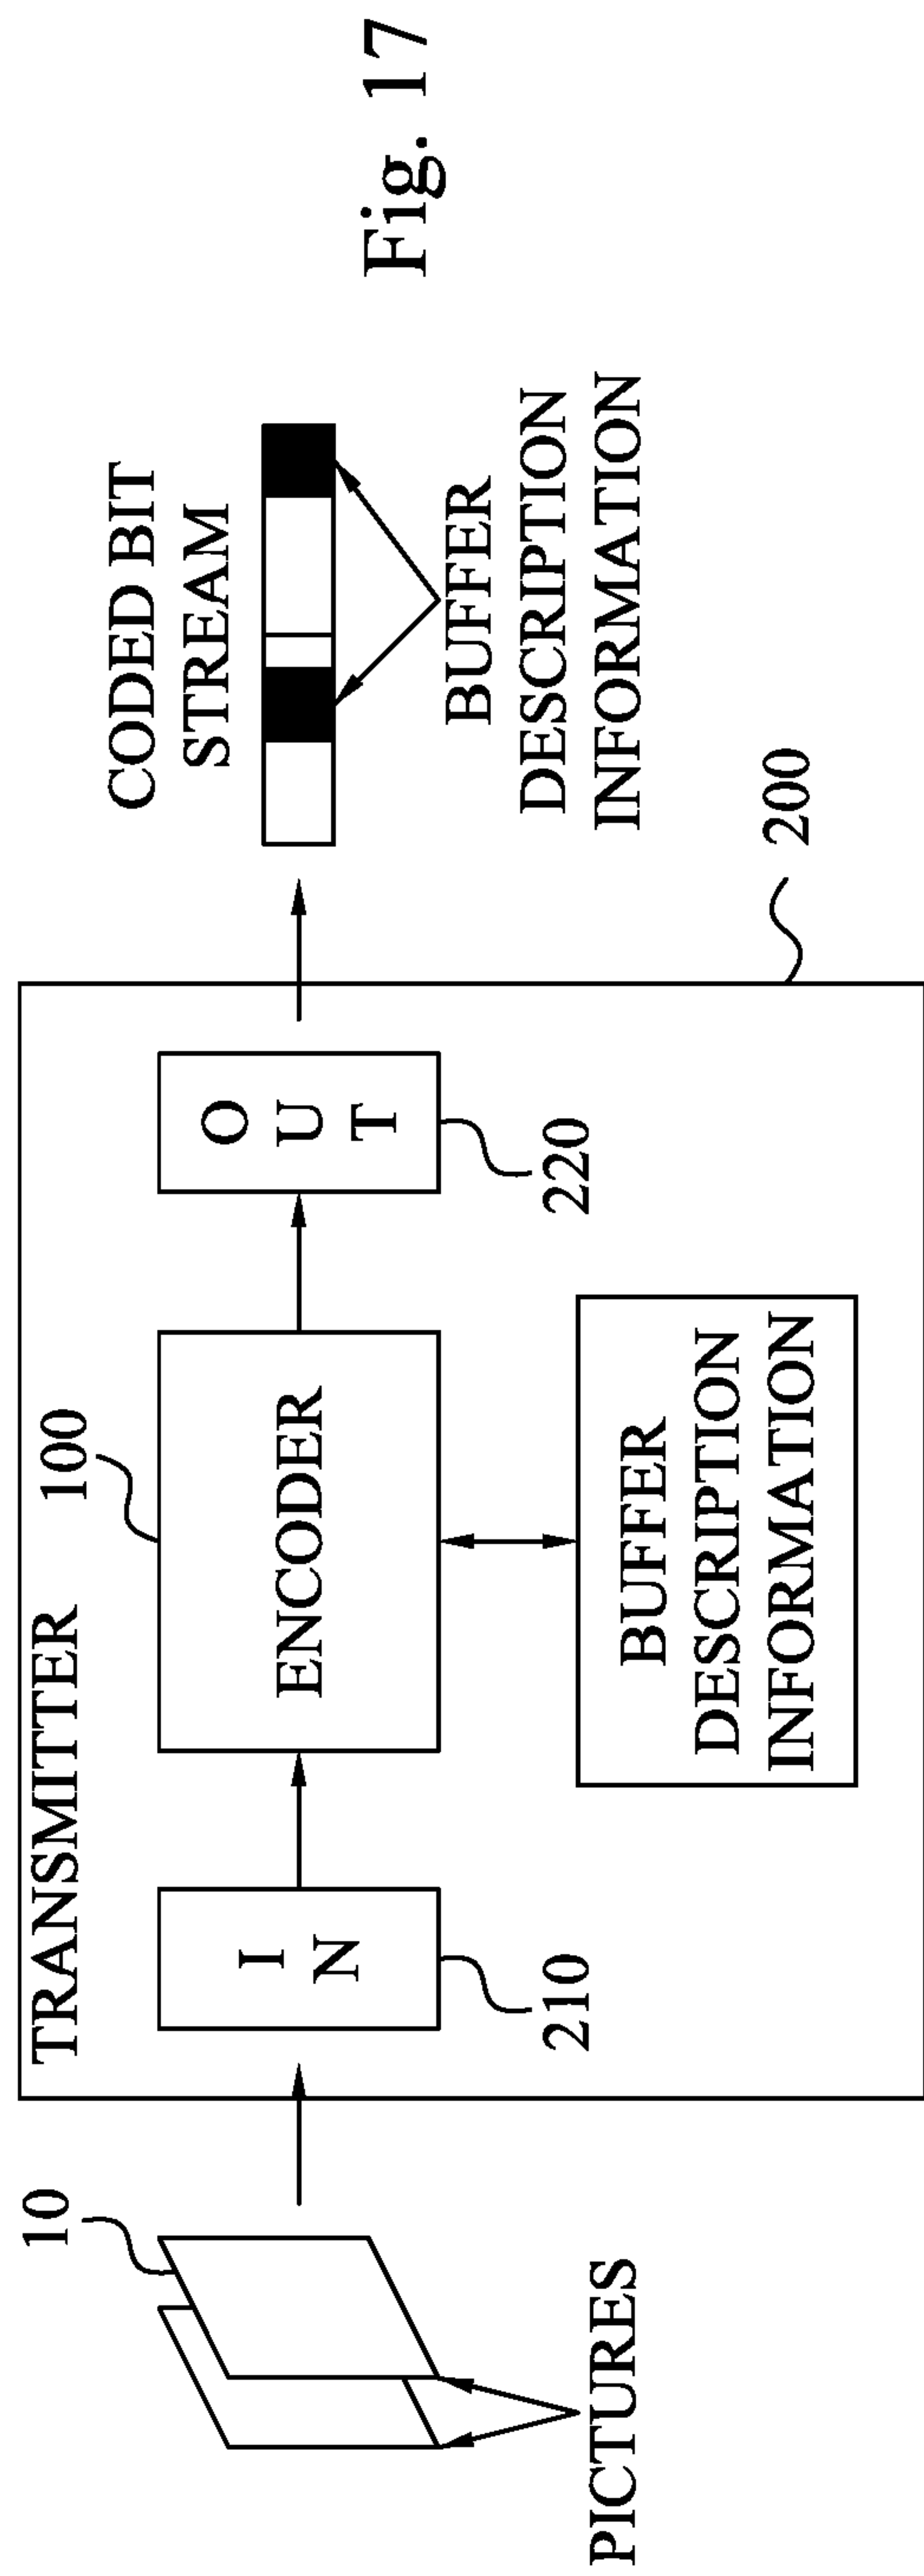 10
PICTURES
TRANSMITTER
I
N
210
100
ENCODER
BUFFER
DESCRIPTION
INFORMATION
O
U
T
220
200
CODED BIT
STREAM
BUFFER
DESCRIPTION
INFORMATION
Fig. 17